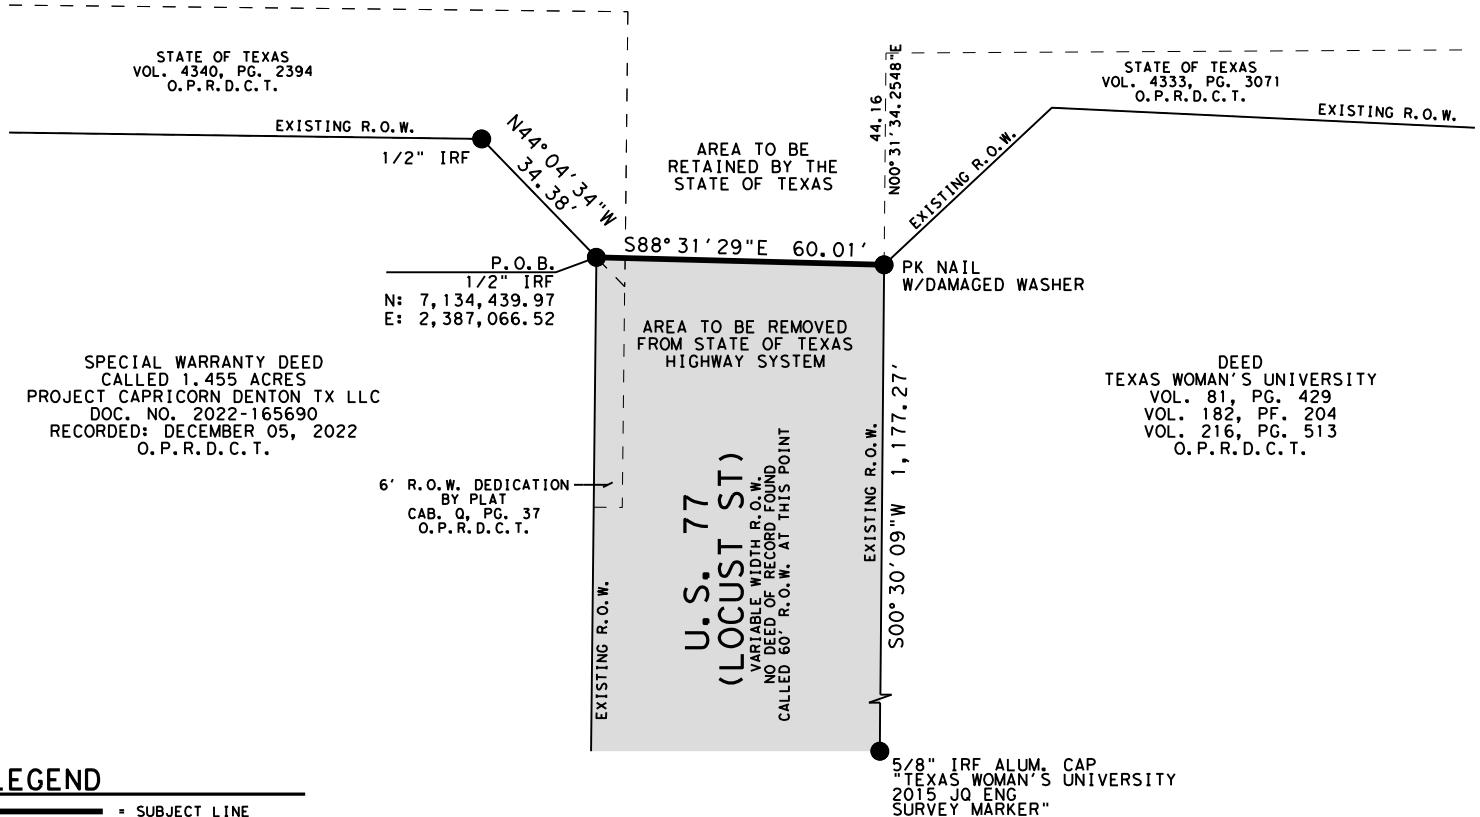 STATE OF TEXAS
VOL. 4340, PG. 2394
O.P.R.D.C.T.
EXISTING R.O.W.
1/2" IRF
N44°04'34"W
34.38'
AREA TO BE
RETAINED BY THE
STATE OF TEXAS
44.16
N00°31'34.2548"E
STATE OF TEXAS
VOL. 4333, PG. 3071
O.P.R.D.C.T.
EXISTING R.O.W.
EXISTING R.O.W.
S88°31'29"E 60.01'
P.O.B.
1/2" IRF
N: 7,134,439.97
E: 2,387,066.52
PK NAIL
W/DAMAGED WASHER
AREA TO BE REMOVED
FROM STATE OF TEXAS
HIGHWAY SYSTEM
SPECIAL WARRANTY DEED
CALLED 1.455 ACRES
PROJECT CAPRICORN DENTON TX LLC
DOC. NO. 2022-165690
RECORDED: DECEMBER 05, 2022
O.P.R.D.C.T.
DEED
TEXAS WOMAN'S UNIVERSITY
VOL. 81, PG. 429
VOL. 182, PF. 204
VOL. 216, PG. 513
O.P.R.D.C.T.
6' R.O.W. DEDICATION
BY PLAT
CAB. Q, PG. 37
O.P.R.D.C.T.
EXISTING R.O.W.
U.S. 77
(LOCUST ST)
VARIABLE WIDTH R.O.W.
NO DEED OF RECORD FOUND
CALLED 60' R.O.W. AT THIS POINT
EXISTING R.O.W.
S00°30'09"W 1,177.27'
5/8" IRF ALUM. CAP
"TEXAS WOMAN'S UNIVERSITY
2015 JQ ENG
SURVEY MARKER"
LEGEND
= SUBJECT LINE